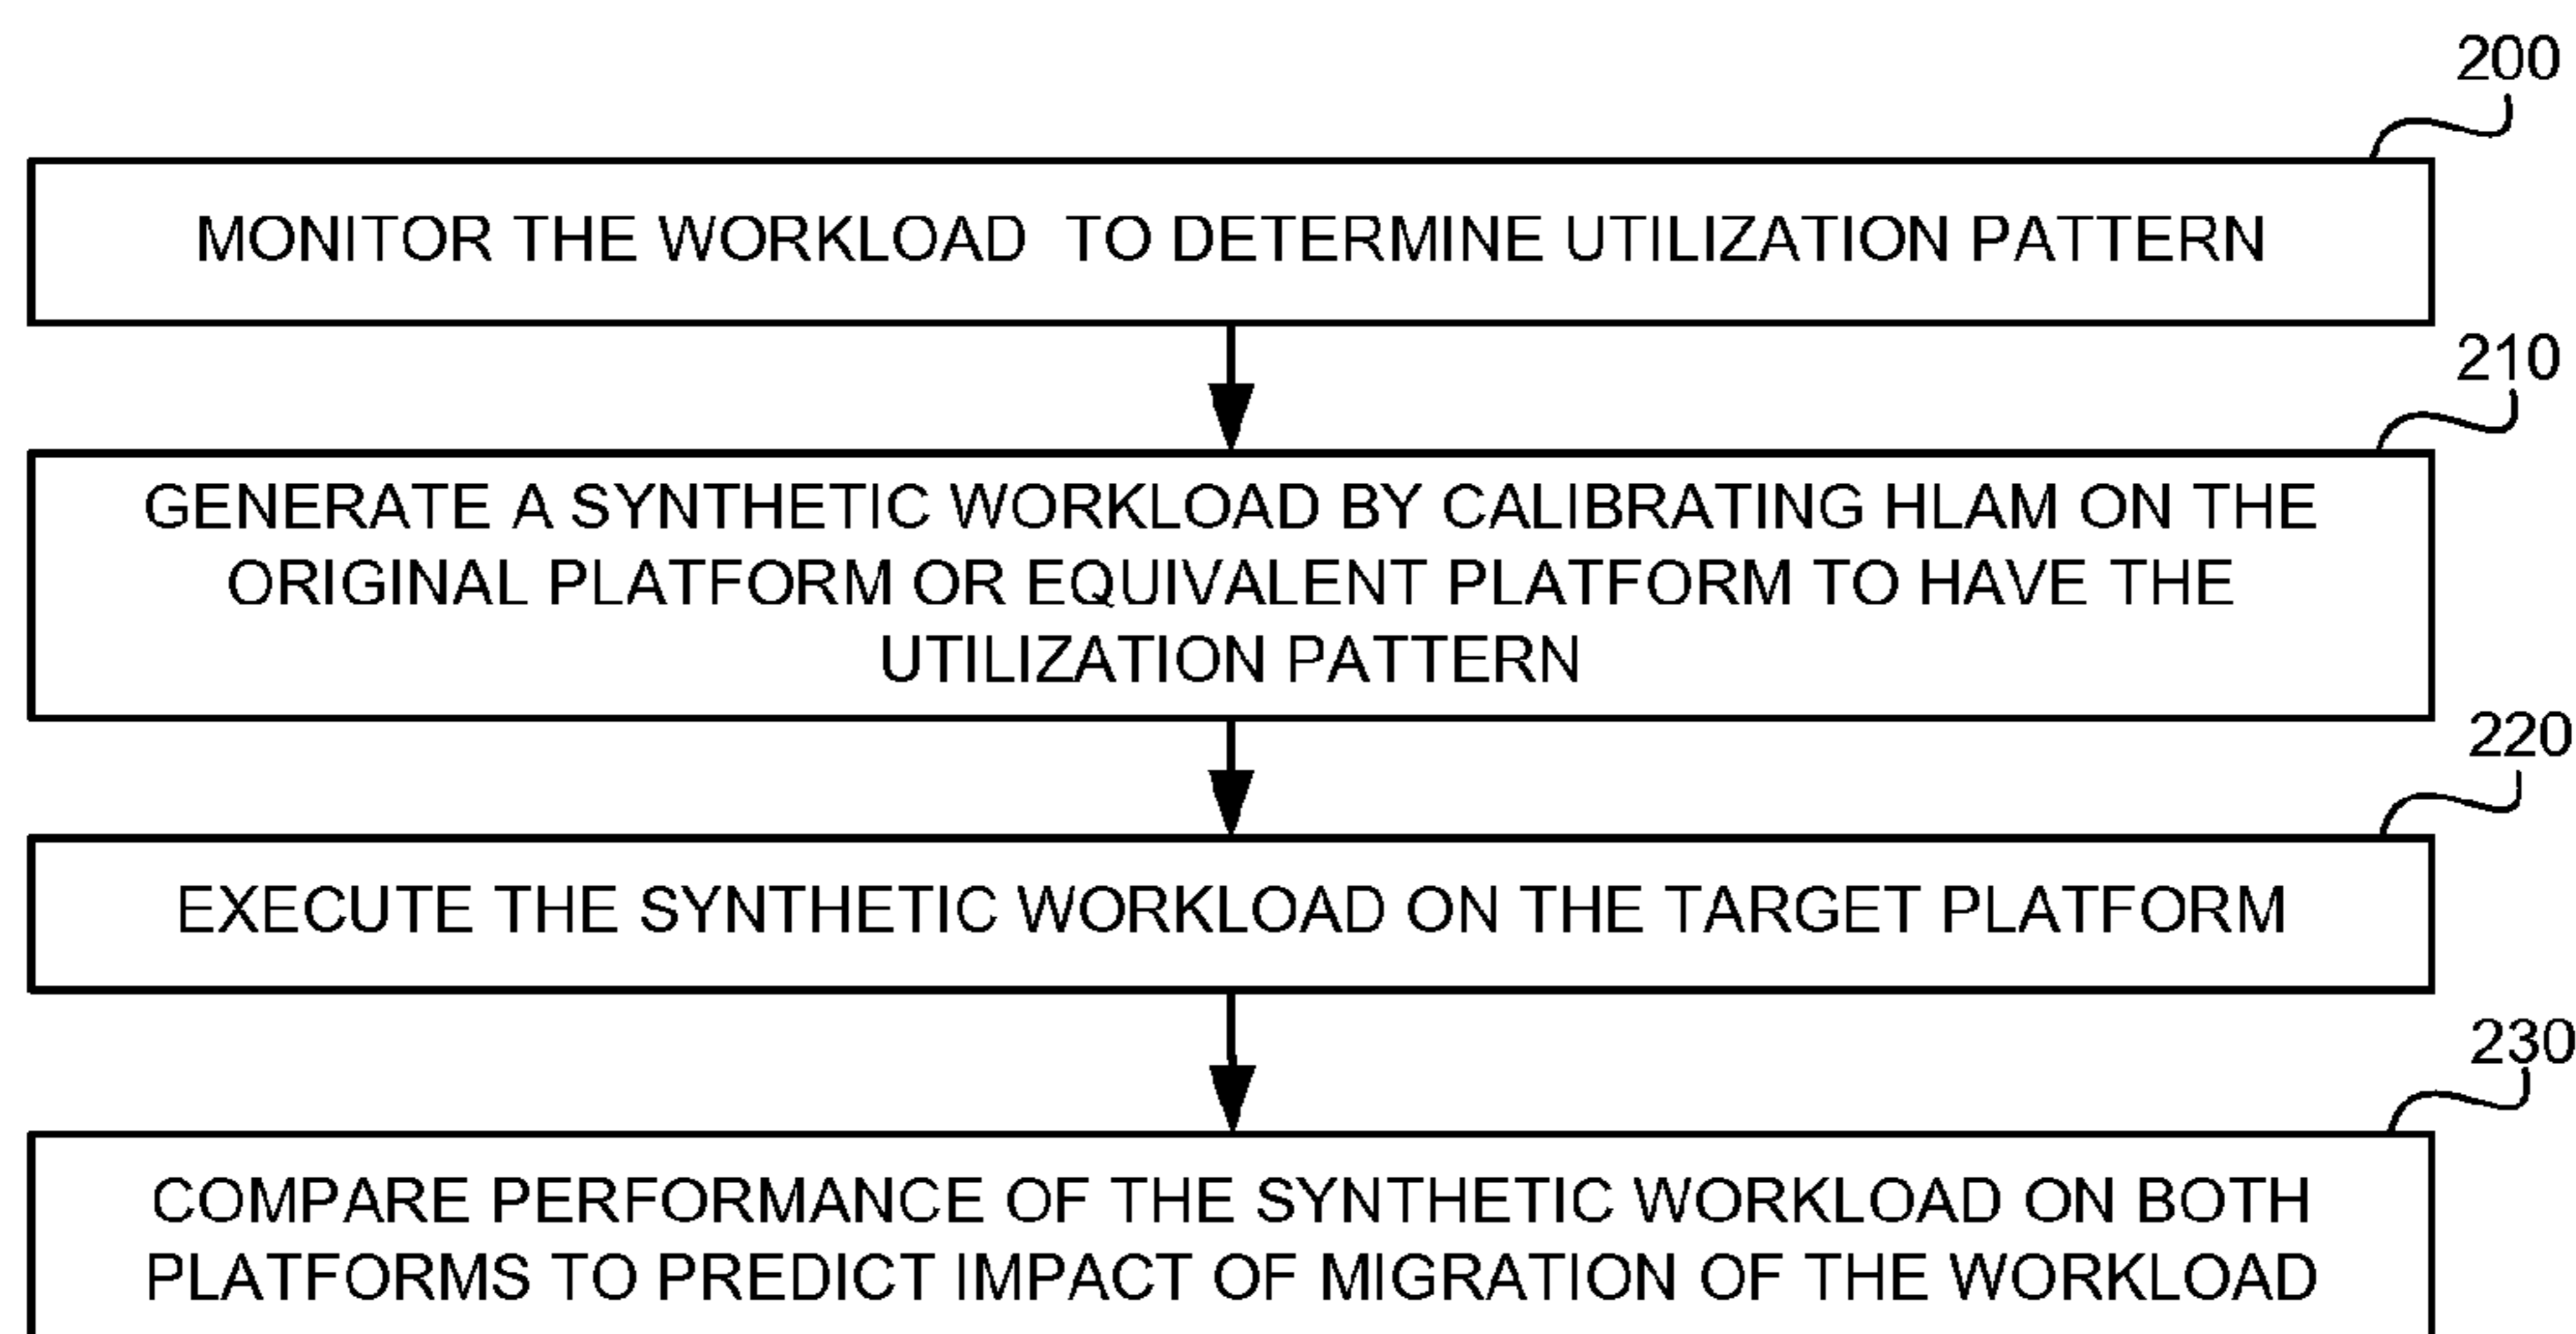 200
MONITOR THE WORKLOAD TO DETERMINE UTILIZATION PATTERN
210
GENERATE A SYNTHETIC WORKLOAD BY CALIBRATING HLAM ON THE
ORIGINAL PLATFORM OR EQUIVALENT PLATFORM TO HAVE THE
UTILIZATION PATTERN
220
EXECUTE THE SYNTHETIC WORKLOAD ON THE TARGET PLATFORM
230
COMPARE PERFORMANCE OF THE SYNTHETIC WORKLOAD ON BOTH
PLATFORMS TO PREDICT IMPACT OF MIGRATION OF THE WORKLOAD